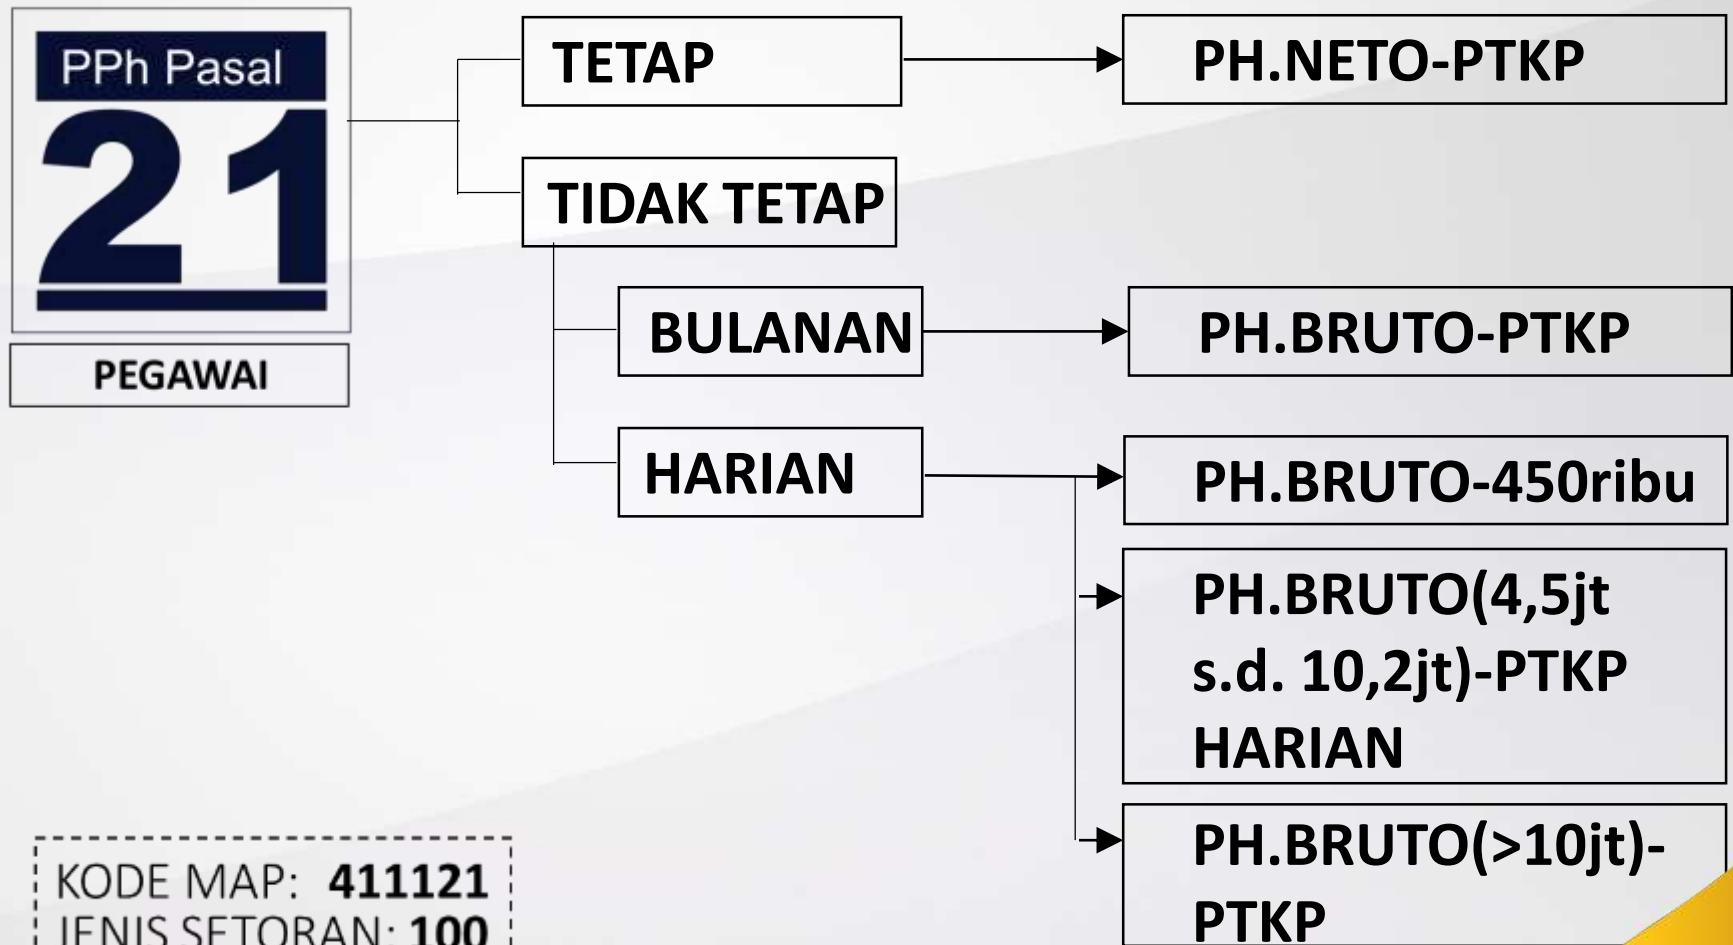 PPh Pasal
21
PEGAWAI
TETAP
PH.NETO-PTKP
TIDAK TETAP
BULANAN
PH.BRUTO-PTKP
HARIAN
PH.BRUTO-450ribu
PH.BRUTO(4,5jt
s.d. 10,2jt)-PTKP
HARIAN
PH.BRUTO(>10jt)-
PTKP
KODE MAP: 411121
JENIS SETORAN: 100